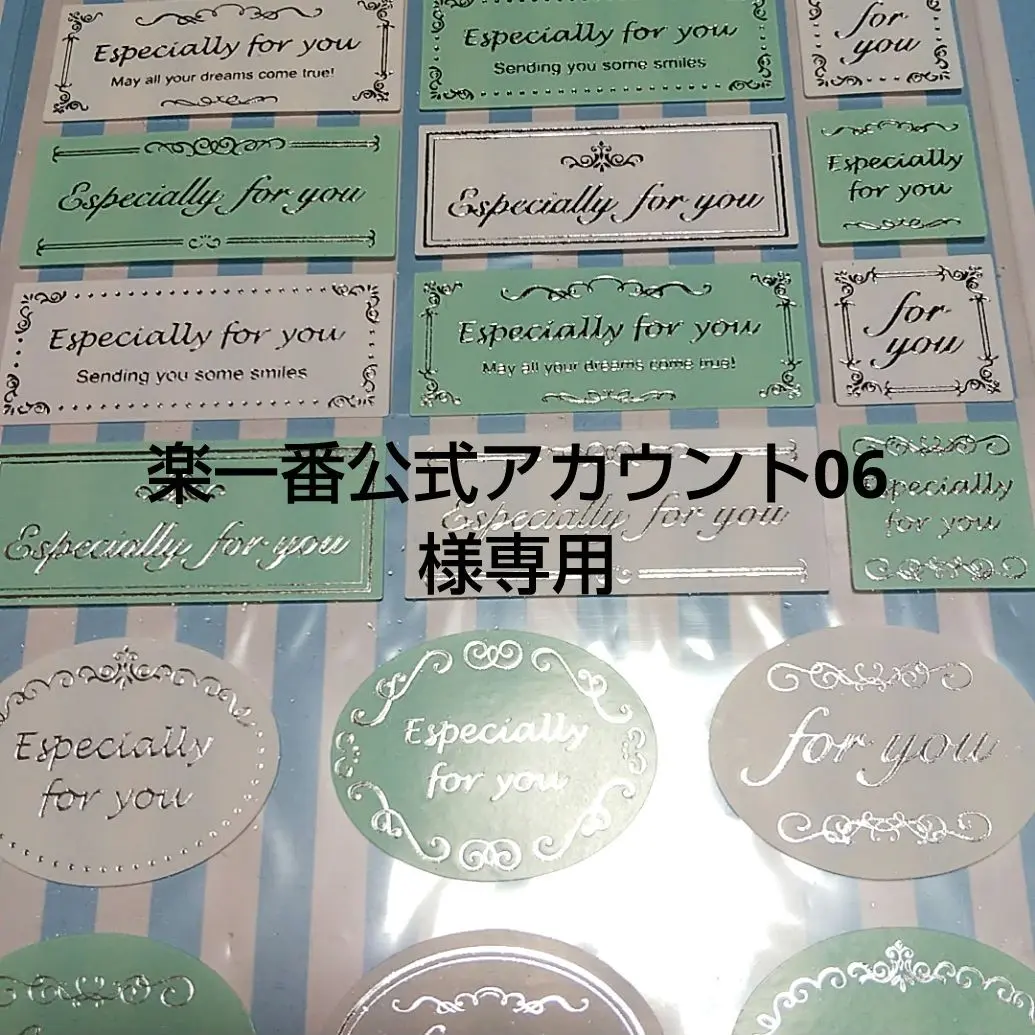 Especially for you
May all your dreams come true!
Especially for you
Sending you some smiles
for
you
Especially for you
Especially for you
Especially
for you
Especially for you
Sending you some smiles
Especially for you
May all your dreams come true!
for
you
楽一番公式アカウント06
様専用
Especially for you
Especially for you
Especially
for you
Especially
for you
Especially
for you
for you